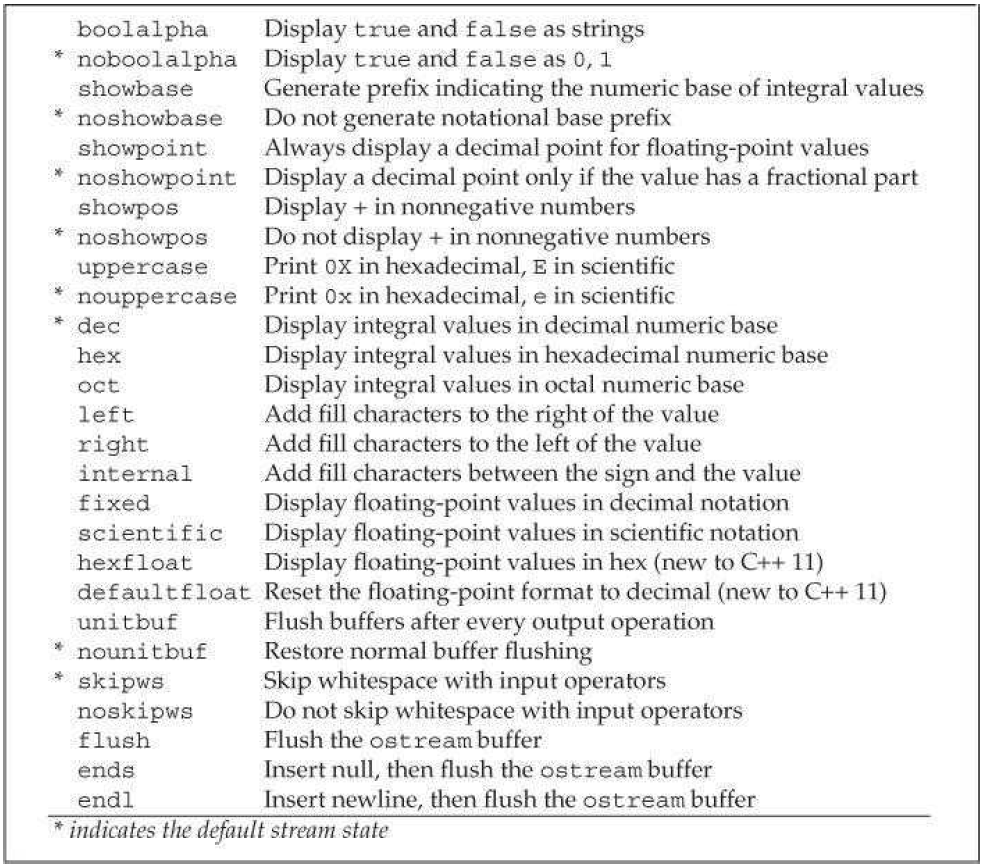 boolalpha Display true and false as strings
* noboolalpha Display true and false as 0, 1
showbase Generate prefix indicating the numeric base of integral values
* noshowbase Do not generate notational base prefix
showpoint Always display a decimal point for floating-point values
* noshowpoint Display a decimal point only if the value has a fractional part
showpos Display + in nonnegative numbers
* noshowpos Do not display + in nonnegative numbers
uppercase Print 0X in hexadecimal, E in scientific
* nouppercase Print 0x in hexadecimal, e in scientific
* dec Display integral values in decimal numeric base
hex Display integral values in hexadecimal numeric base
oct Display integral values in octal numeric base
left Add fill characters to the right of the value
right Add fill characters to the left of the value
internal Add fill characters between the sign and the value
fixed Display floating-point values in decimal notation
scientific Display floating-point values in scientific notation
hexfloat Display floating-point values in hex (new to C++ 11)
defaultfloat Reset the floating-point format to decimal (new to C++ 11)
unitbuf Flush buffers after every output operation
* nounitbuf Restore normal buffer flushing
* skipws Skip whitespace with input operators
noskipws Do not skip whitespace with input operators
flush Flush the ostream buffer
ends Insert null, then flush the ostream buffer
endl Insert newline, then flush the ostream buffer
* indicates the default stream state